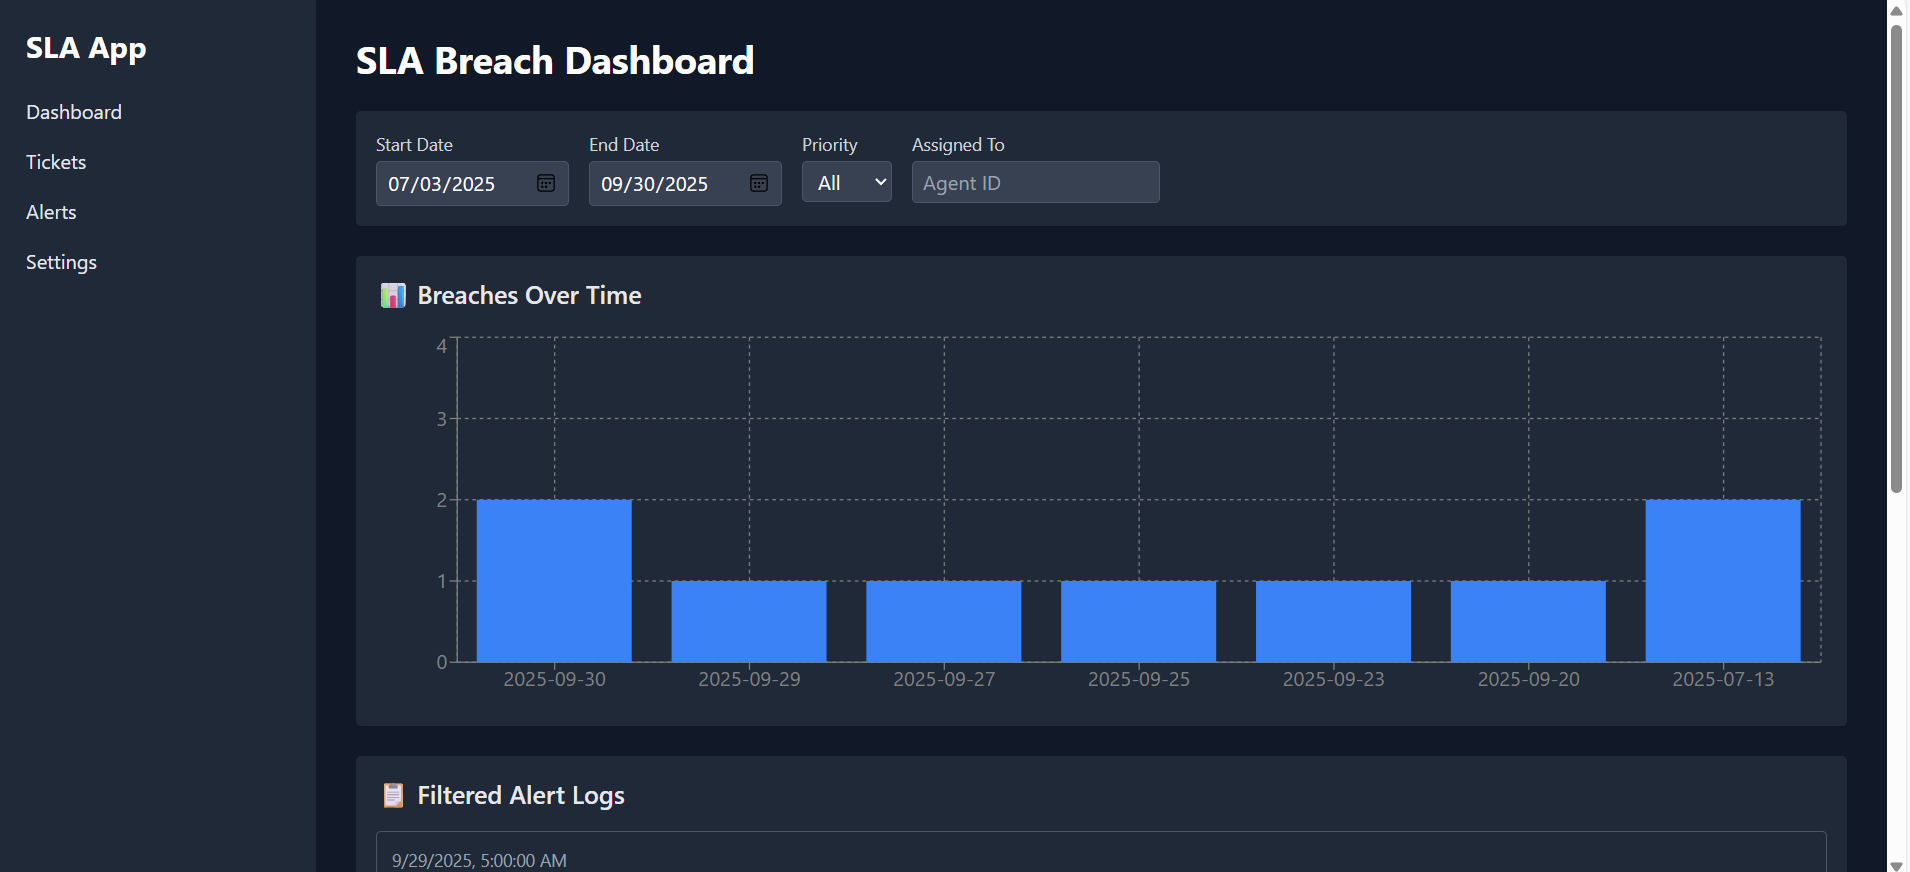 SLA App
Dashboard
Tickets
Alerts
Settings
SLA Breach Dashboard
Start Date
End Date
Priority
Assigned To
07/03/2025
09/30/2025
All
Agent ID
Breaches Over Time
4
3
2
1
0
2025-09-30
2025-09-29
2025-09-27
2025-09-25
2025-09-23
2025-09-20
2025-07-13
Filtered Alert Logs
9/29/2025, 5:00:00 AM